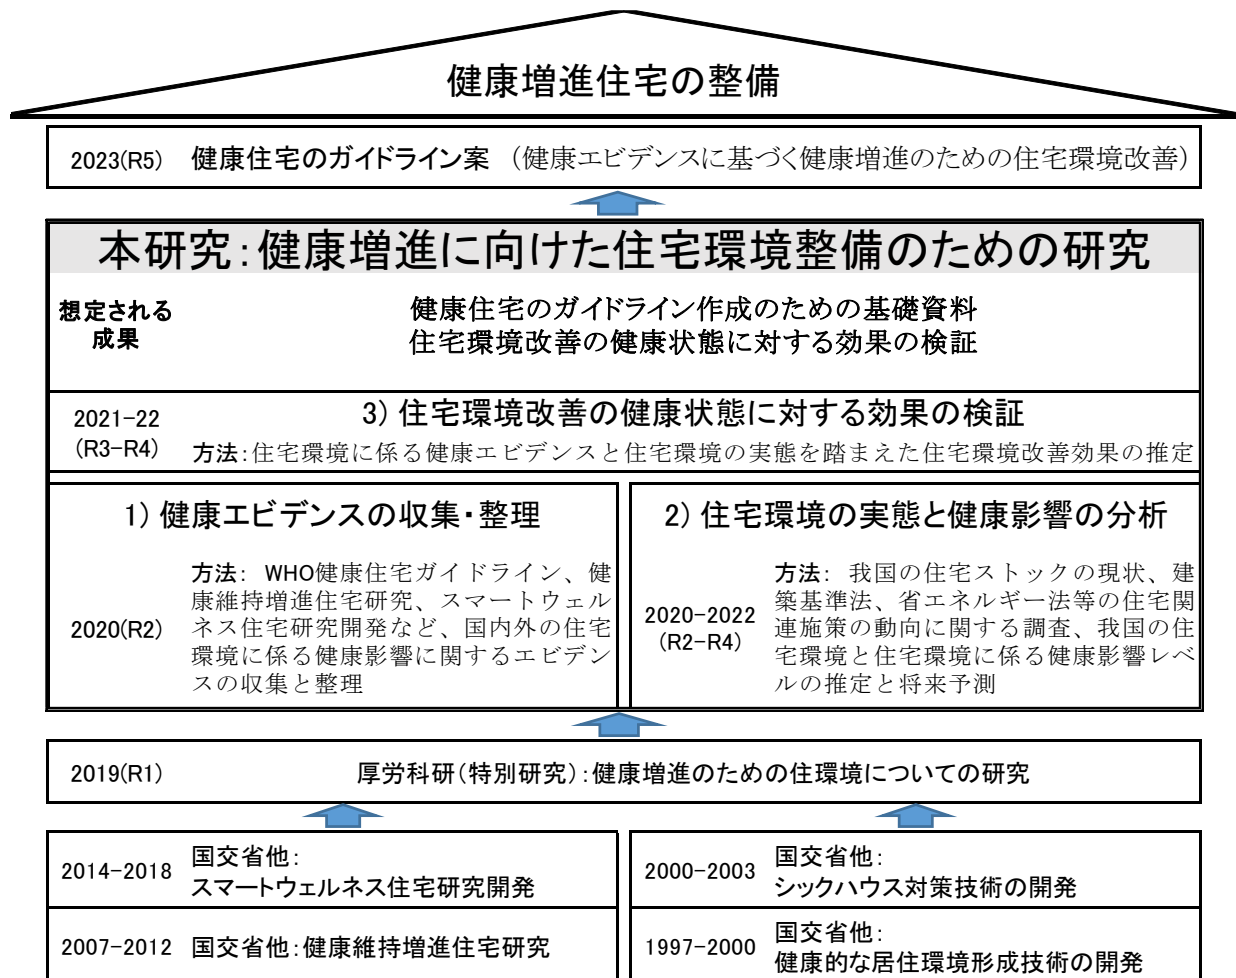 健康増進住宅の整備
2023(R5) 健康住宅のガイドライン案 (健康エビデンスに基づく健康増進のための住宅環境改善)
本研究:健康増進に向けた住宅環境整備のための研究
想定される
成果
健康住宅のガイドライン作成のための基礎資料
住宅環境改善の健康状態に対する効果の検証
2021-22
(R3-R4)
3) 住宅環境改善の健康状態に対する効果の検証
方法:住宅環境に係る健康エビデンスと住宅環境の実態を踏まえた住宅環境改善効果の推定
1) 健康エビデンスの収集・整理
2020(R2)
方法: WHO健康住宅ガイドライン、健
康維持増進住宅研究、スマートウェル
ネス住宅研究開発など、国内外の住宅
環境に係る健康影響に関するエビデン
スの収集と整理
2) 住宅環境の実態と健康影響の分析
2020-2022
(R2-R4)
方法: 我国の住宅ストックの現状、建
築基準法、省エネルギー法等の住宅関
連施策の動向に関する調査、我国の住
宅環境と住宅環境に係る健康影響レベ
ルの推定と将来予測
2019(R1) 厚労科研(特別研究):健康増進のための住環境についての研究
2014-2018
国交省他:
スマートウェルネス住宅研究開発
2007-2012 国交省他:健康維持増進住宅研究
2000-2003
国交省他:
シックハウス対策技術の開発
1997-2000
国交省他:
健康的な居住環境形成技術の開発